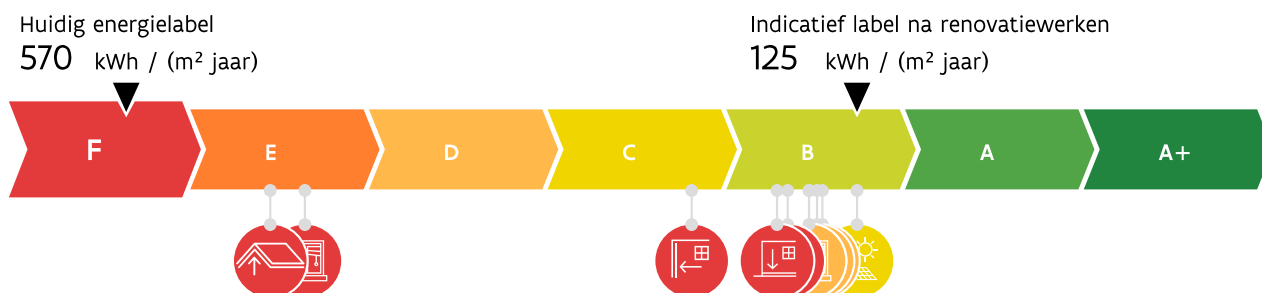 Huidig energielabel
570 kWh / (m² jaar)
Indicatief label na renovatiewerken
125 kWh / (m² jaar)
F E D C B A A+